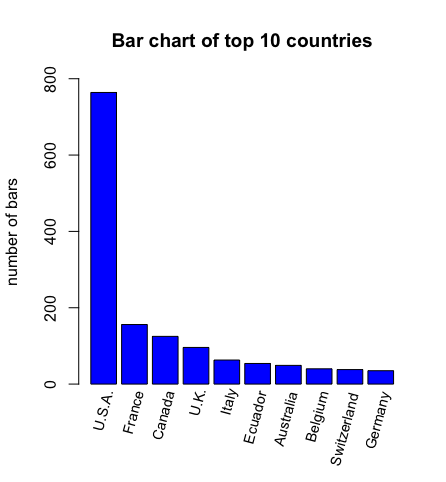 Bar chart of top 10 countries
number of bars
800
600
400
200
0
U.S.A.
France
Canada
U.K.
Italy
Ecuador
Australia
Belgium
Switzerland
Germany